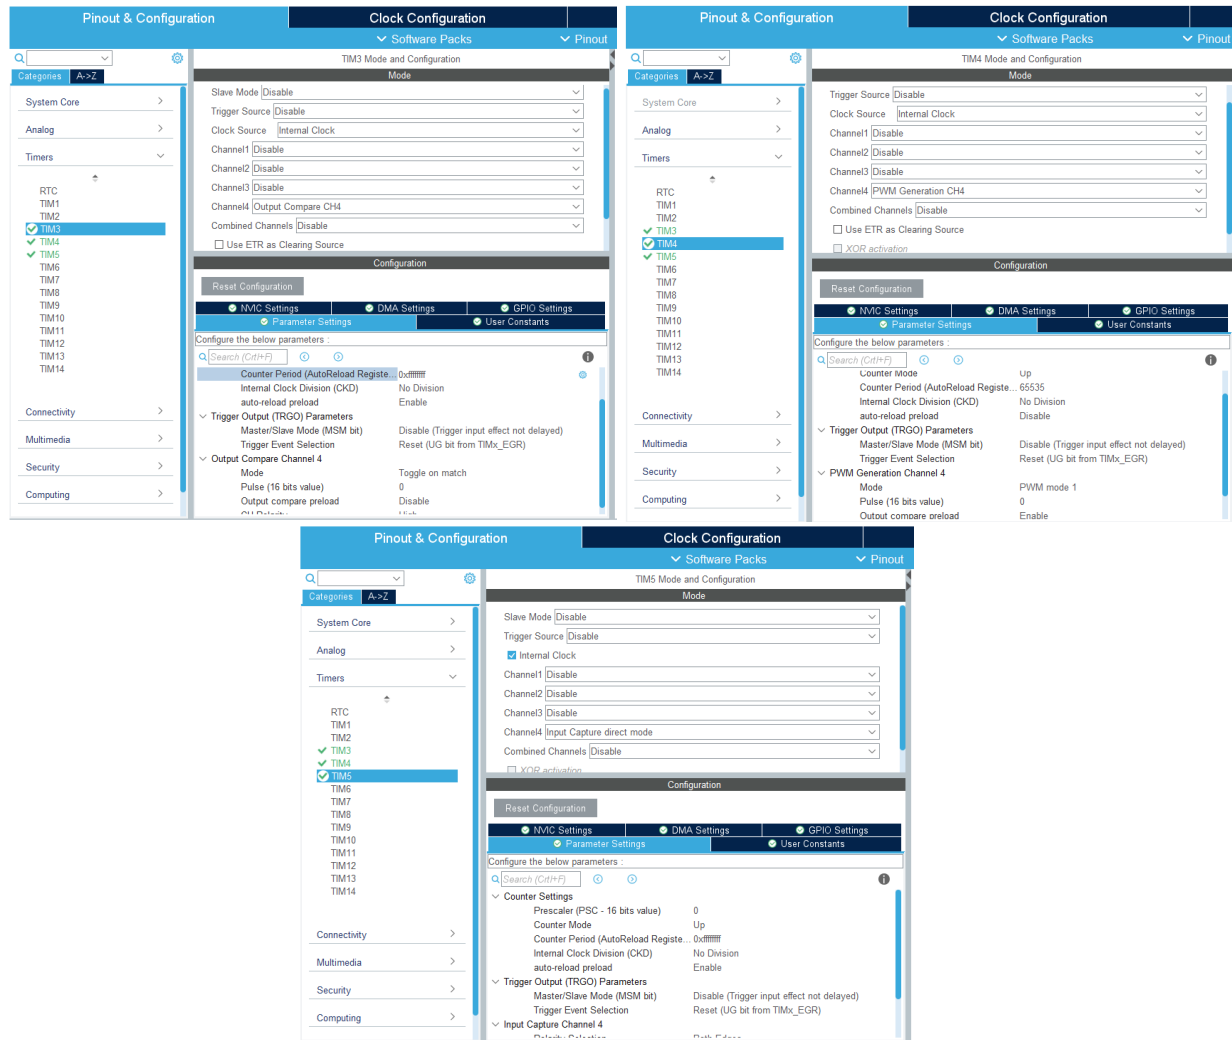 Pinout & Configuration
Clock Configuration
Software Packs
Pinout
Categories
A->Z
System Core
Analog
Timers
RTC
TIM1
TIM2
TIM3
TIM4
TIM5
TIM6
TIM7
TIM8
TIM9
TIM10
TIM11
TIM12
TIM13
TIM14
Connectivity
Multimedia
Security
Computing
TIM3 Mode and Configuration
Mode
Slave Mode Disable
Trigger Source Disable
Clock Source Internal Clock
Channel1 Disable
Channel2 Disable
Channel3 Disable
Channel4 Output Compare CH4
Combined Channels Disable
Use ETR as Clearing Source
Configuration
Reset Configuration
NVIC Settings
DMA Settings
GPIO Settings
Parameter Settings
User Constants
Configure the below parameters :
Search (Crtl+F)
Counter Period (AutoReload Registe... 0xffffffff
Internal Clock Division (CKD) No Division
auto-reload preload Enable
Trigger Output (TRGO) Parameters
Master/Slave Mode (MSM bit) Disable (Trigger input effect not delayed)
Trigger Event Selection Reset (UG bit from TIMx_EGR)
Output Compare Channel 4
Mode Toggle on match
Pulse (16 bits value) 0
Output compare preload Disable
CH Polarity High
Pinout & Configuration
Clock Configuration
Software Packs
Pinout
Categories
A->Z
System Core
Analog
Timers
RTC
TIM1
TIM2
TIM3
TIM4
TIM5
TIM6
TIM7
TIM8
TIM9
TIM10
TIM11
TIM12
TIM13
TIM14
Connectivity
Multimedia
Security
Computing
TIM4 Mode and Configuration
Mode
Trigger Source Disable
Clock Source Internal Clock
Channel1 Disable
Channel2 Disable
Channel3 Disable
Channel4 PWM Generation CH4
Combined Channels Disable
Use ETR as Clearing Source
XOR activation
Configuration
Reset Configuration
NVIC Settings
DMA Settings
GPIO Settings
Parameter Settings
User Constants
Configure the below parameters :
Search (Crtl+F)
Counter Mode Up
Counter Period (AutoReload Registe... 65535
Internal Clock Division (CKD) No Division
auto-reload preload Disable
Trigger Output (TRGO) Parameters
Master/Slave Mode (MSM bit) Disable (Trigger input effect not delayed)
Trigger Event Selection Reset (UG bit from TIMx_EGR)
PWM Generation Channel 4
Mode PWM mode 1
Pulse (16 bits value) 0
Output compare preload Enable
Pinout & Configuration
Clock Configuration
Software Packs
Pinout
Categories
A->Z
System Core
Analog
Timers
RTC
TIM1
TIM2
TIM3
TIM4
TIM5
TIM6
TIM7
TIM8
TIM9
TIM10
TIM11
TIM12
TIM13
TIM14
Connectivity
Multimedia
Security
Computing
TIM5 Mode and Configuration
Mode
Slave Mode Disable
Trigger Source Disable
Internal Clock
Channel1 Disable
Channel2 Disable
Channel3 Disable
Channel4 Input Capture direct mode
Combined Channels Disable
XOR activation
Configuration
Reset Configuration
NVIC Settings
DMA Settings
GPIO Settings
Parameter Settings
User Constants
Configure the below parameters :
Search (Crtl+F)
Counter Settings
Prescaler (PSC - 16 bits value) 0
Counter Mode Up
Counter Period (AutoReload Registe... 0xffffffff
Internal Clock Division (CKD) No Division
auto-reload preload Enable
Trigger Output (TRGO) Parameters
Master/Slave Mode (MSM bit) Disable (Trigger input effect not delayed)
Trigger Event Selection Reset (UG bit from TIMx_EGR)
Input Capture Channel 4
Polarity Selection Both Edges